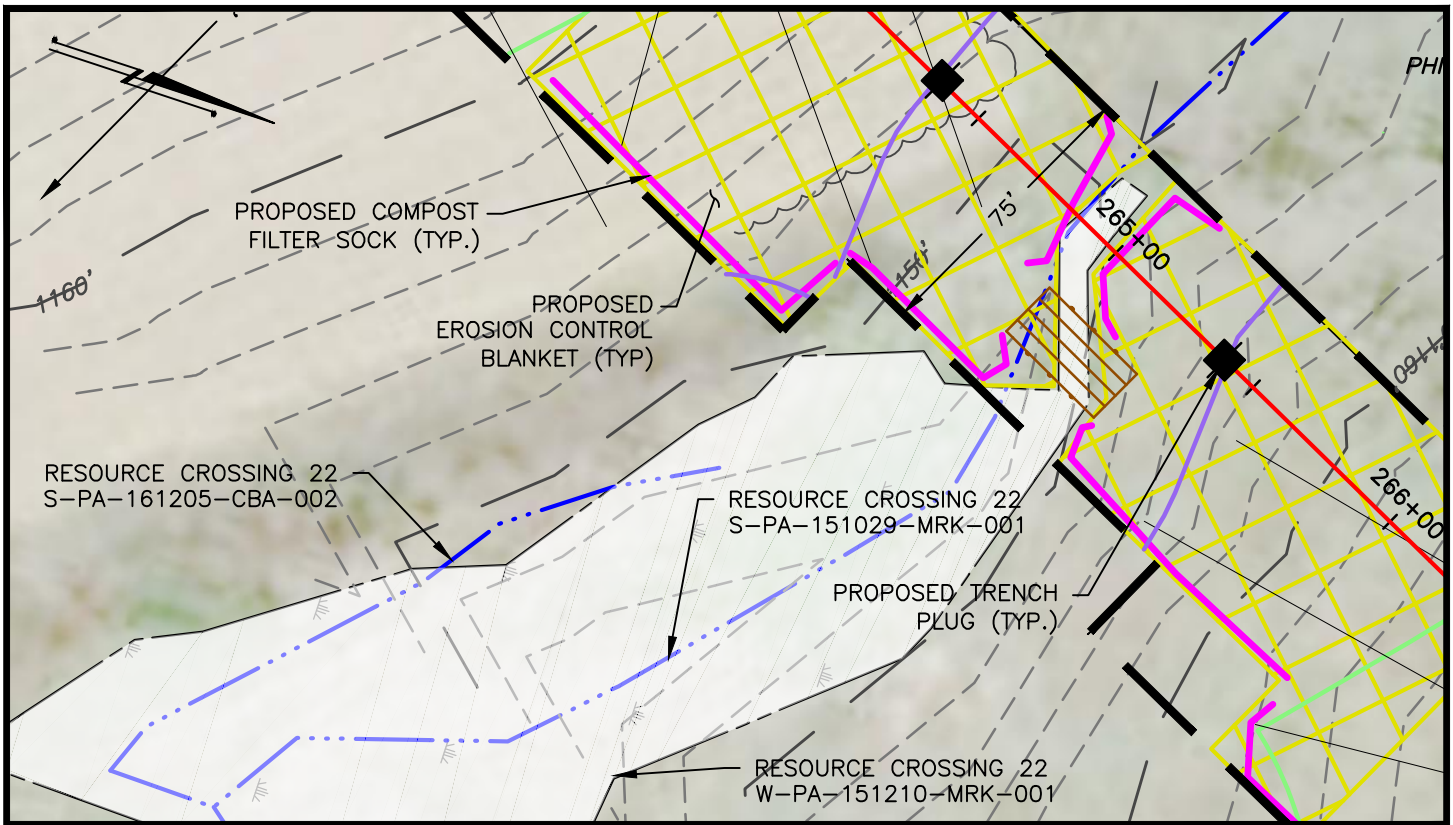 PROPOSED COMPOST
FILTER SOCK (TYP.)
1160'
PROPOSED
EROSION CONTROL
BLANKET (TYP)
75'
265+00
RESOURCE CROSSING 22
S-PA-161205-CBA-002
RESOURCE CROSSING 22
S-PA-151029-MRK-001
266+00
PROPOSED TRENCH
PLUG (TYP.)
RESOURCE CROSSING 22
W-PA-151210-MRK-001